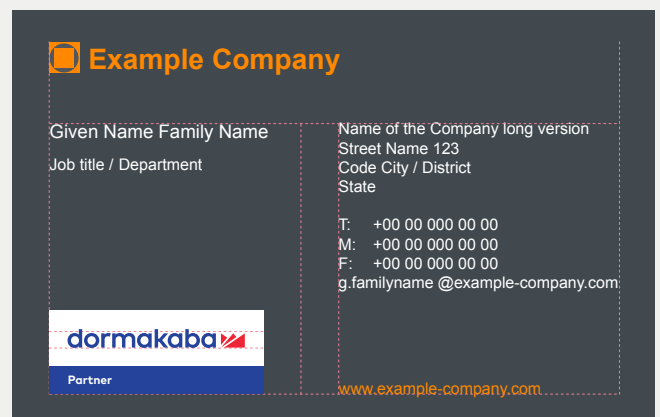 Example Company
Given Name Family Name
Job title / Department
Name of the Company long version
Street Name 123
Code City / District
State
T: +00 00 000 00 00
M: +00 00 000 00 00
F: +00 00 000 00 00
g.familyname @example-company.com
dormakaba
Partner
www.example-company.com